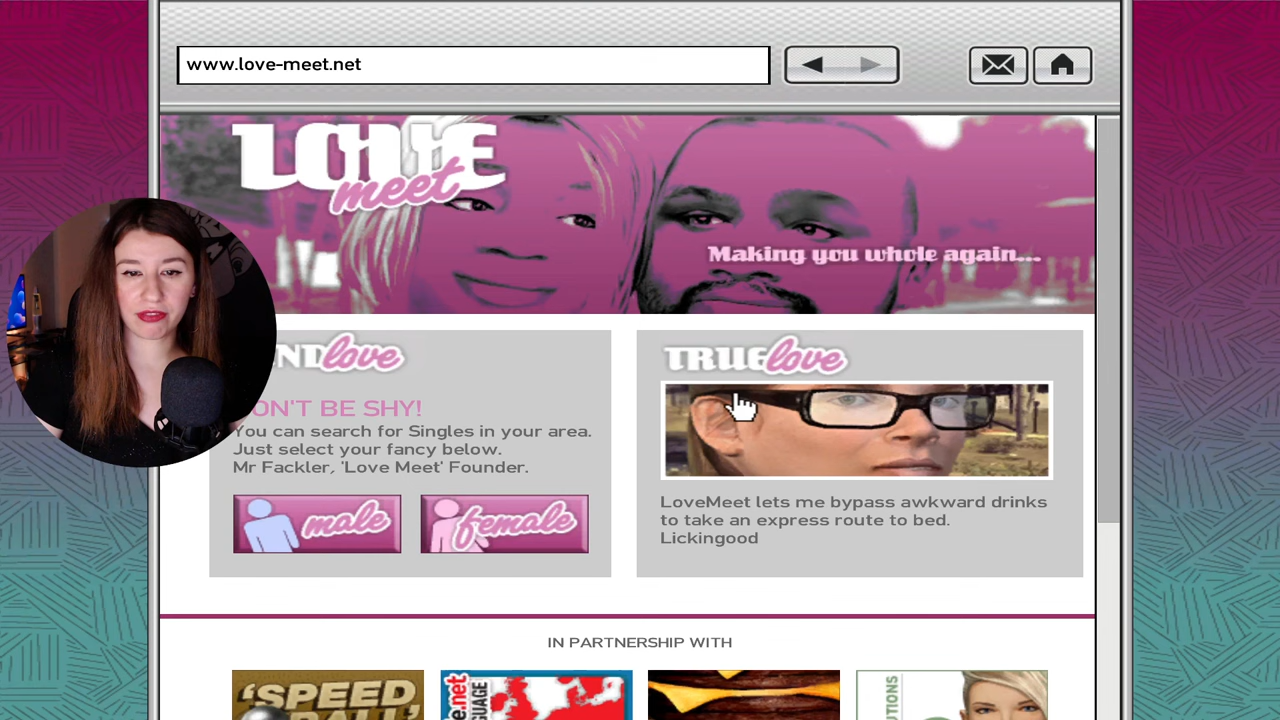 www.love-meet.net
LOVE
meet
Making you whole again...
love
TRUElove
ON'T BE SHY!
You can search for Singles in your area.
Just select your fancy below.
Mr Fackler, 'Love Meet' Founder.
male
female
LoveMeet lets me bypass awkward drinks
to take an express route to bed.
Lickingood
IN PARTNERSHIP WITH
'SPEED
BALL'